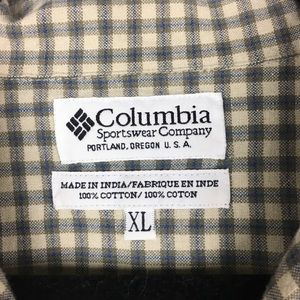 Columbia
Sportswear Company
PORTLAND, OREGON U. S. A.
MADE IN INDIA/FABRIQUE EN INDE
100% COTTON/100% COTON
XL